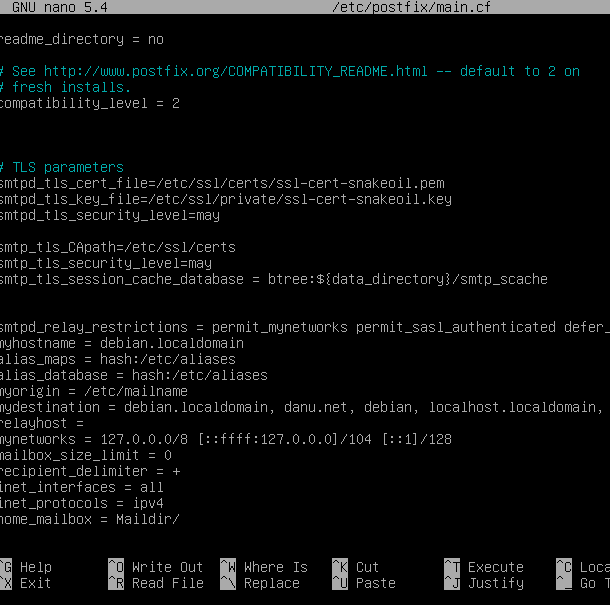 GNU nano 5.4 /etc/postfix/main.cf
readme_directory = no
# See http://www.postfix.org/COMPATIBILITY_README.html -- default to 2 on
# fresh installs.
compatibility_level = 2
# TLS parameters
smtpd_tls_cert_file=/etc/ssl/certs/ssl-cert-snakeoil.pem
smtpd_tls_key_file=/etc/ssl/private/ssl-cert-snakeoil.key
smtpd_tls_security_level=may
smtp_tls_CApath=/etc/ssl/certs
smtp_tls_security_level=may
smtp_tls_session_cache_database = btree:${data_directory}/smtp_scache
smtpd_relay_restrictions = permit_mynetworks permit_sasl_authenticated defer_
myhostname = debian.localdomain
alias_maps = hash:/etc/aliases
alias_database = hash:/etc/aliases
myorigin = /etc/mailname
mydestination = debian.localdomain, danu.net, debian, localhost.localdomain,
relayhost =
mynetworks = 127.0.0.0/8 [::ffff:127.0.0.0]/104 [::1]/128
mailbox_size_limit = 0
recipient_delimiter = +
inet_interfaces = all
inet_protocols = ipv4
home_mailbox = Maildir/
^G Help ^O Write Out ^W Where Is ^K Cut ^T Execute ^C Loca
^X Exit ^R Read File ^\ Replace ^U Paste ^J Justify ^_ Go T